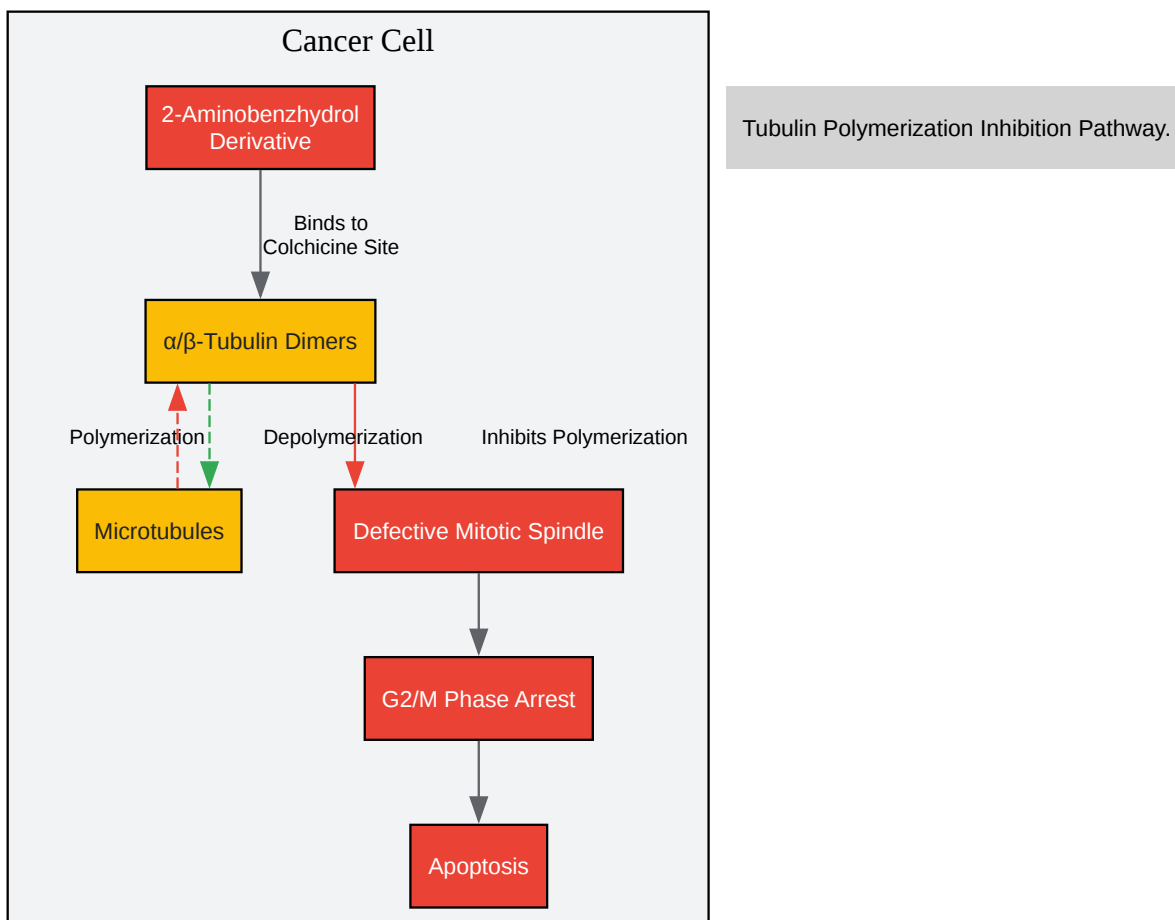 Cancer Cell
2-Aminobenzhydrol
Derivative
Tubulin Polymerization Inhibition Pathway.
Binds to
Colchicine Site
α/β-Tubulin Dimers
Polymerization
Depolymerization
Inhibits Polymerization
Microtubules
Defective Mitotic Spindle
G2/M Phase Arrest
Apoptosis